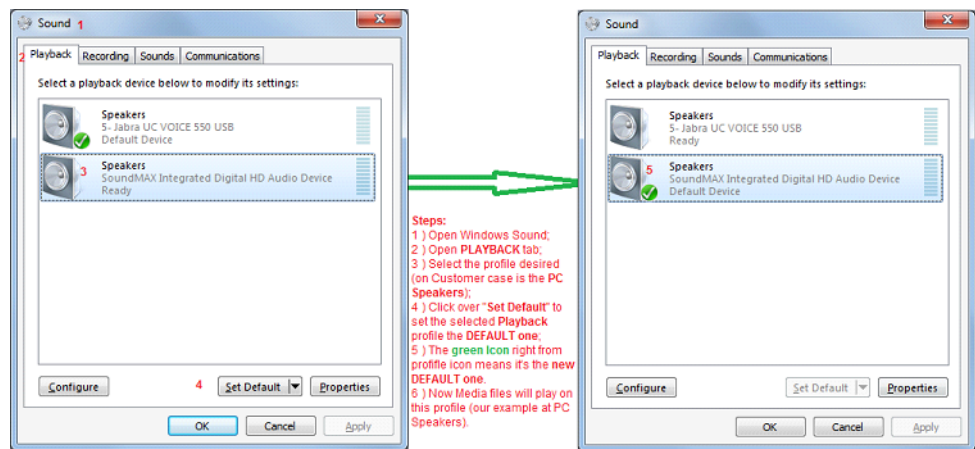 Sound 1
2 Playback Recording Sounds Communications
Select a playback device below to modify its settings:
Speakers
5- Jabra UC VOICE 550 USB
Default Device
3 Speakers
SoundMAX Integrated Digital HD Audio Device
Ready
Configure 4 Set Default Properties
OK Cancel Apply
Steps:
1 ) Open Windows Sound;
2 ) Open PLAYBACK tab;
3 ) Select the profile desired
(on Customer case is the PC
Speakers);
4 ) Click over "Set Default" to
set the selected Playback
profile the DEFAULT one;
5 ) The green Icon right from
profifle icon means it's the new
DEFAULT one.
6 ) Now Media files will play on
this profile (our example at PC
Speakers).
Sound
Playback Recording Sounds Communications
Select a playback device below to modify its settings:
Speakers
5- Jabra UC VOICE 550 USB
Ready
5 Speakers
SoundMAX Integrated Digital HD Audio Device
Default Device
Configure Set Default Properties
OK Cancel Apply